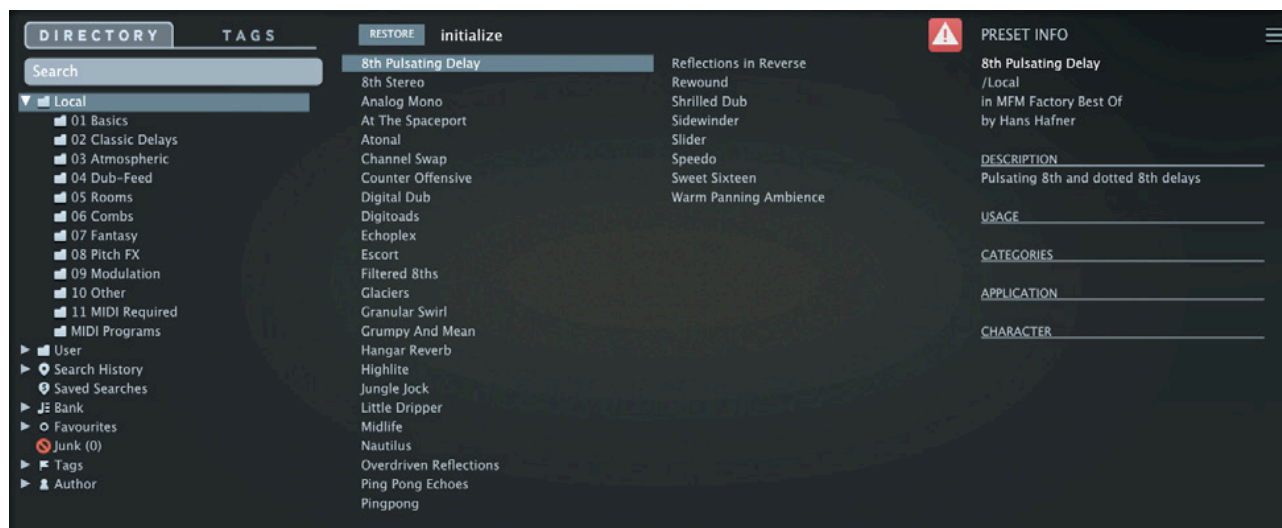 DIRECTORY TAGS
Search
Local
01 Basics
02 Classic Delays
03 Atmospheric
04 Dub-Feed
05 Rooms
06 Combs
07 Fantasy
08 Pitch FX
09 Modulation
10 Other
11 MIDI Required
MIDI Programs
User
Search History
Saved Searches
Bank
Favourites
Junk (0)
Tags
Author
RESTORE initialize
8th Pulsating Delay
8th Stereo
Analog Mono
At The Spaceport
Atonal
Channel Swap
Counter Offensive
Digital Dub
Digitoads
Echoplex
Escort
Filtered 8ths
Glaciers
Granular Swirl
Grumpy And Mean
Hangar Reverb
Highlite
Jungle Jock
Little Dripper
Midlife
Nautilus
Overdriven Reflections
Ping Pong Echoes
Pingpong
Reflections in Reverse
Rewound
Shrilled Dub
Sidewinder
Slider
Speedo
Sweet Sixteen
Warm Panning Ambience
PRESET INFO
8th Pulsating Delay
/Local
in MFM Factory Best Of
by Hans Hafner
DESCRIPTION
Pulsating 8th and dotted 8th delays
USAGE
CATEGORIES
APPLICATION
CHARACTER